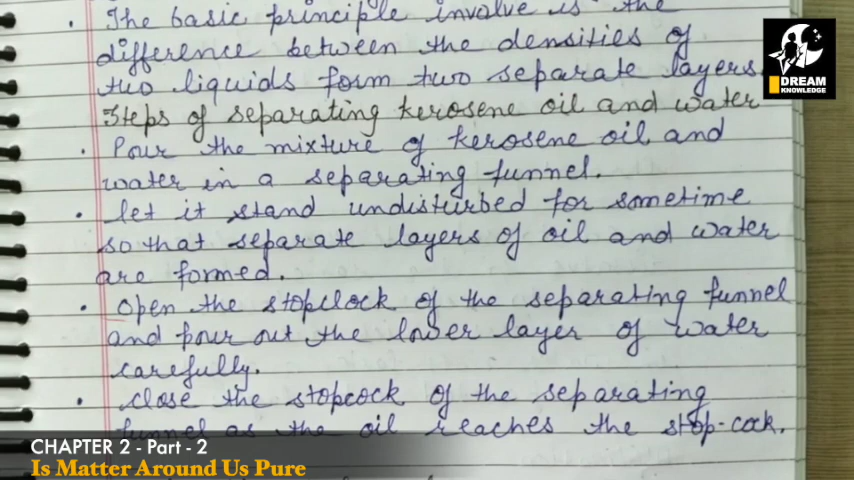 . The basic principle involve is the
difference between the densities of
two liquids form two separate layers.
Steps of separating kerosene oil and water
. Pour the mixture of kerosene oil and
water in a separating funnel.
. let it stand undisturbed for sometime
so that separate layers of oil and water
are formed.
. Open the stopclock of the separating funnel
and pour out the lower layer of water
carefully.
. Close the stopcock of the separating
funnel as the oil reaches the stop-cock.
DREAM
KNOWLEDGE
CHAPTER 2 - Part - 2
Is Matter Around Us Pure